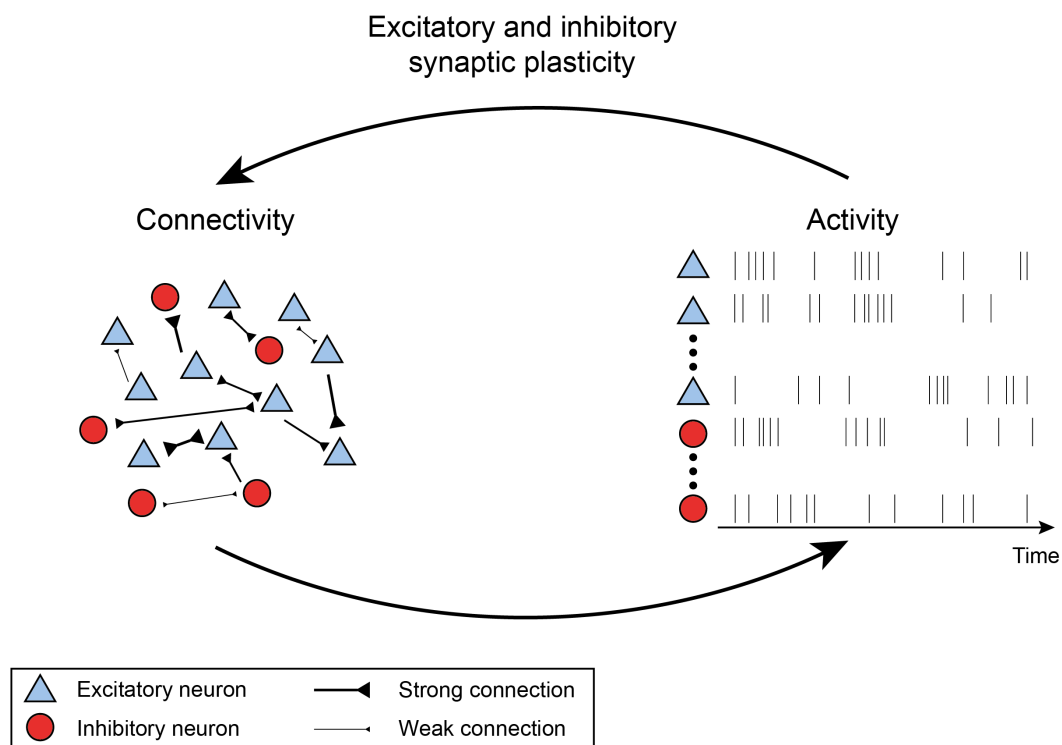 Excitatory and inhibitory
synaptic plasticity
Connectivity
Activity
Time
Excitatory neuron
Strong connection
Inhibitory neuron
Weak connection